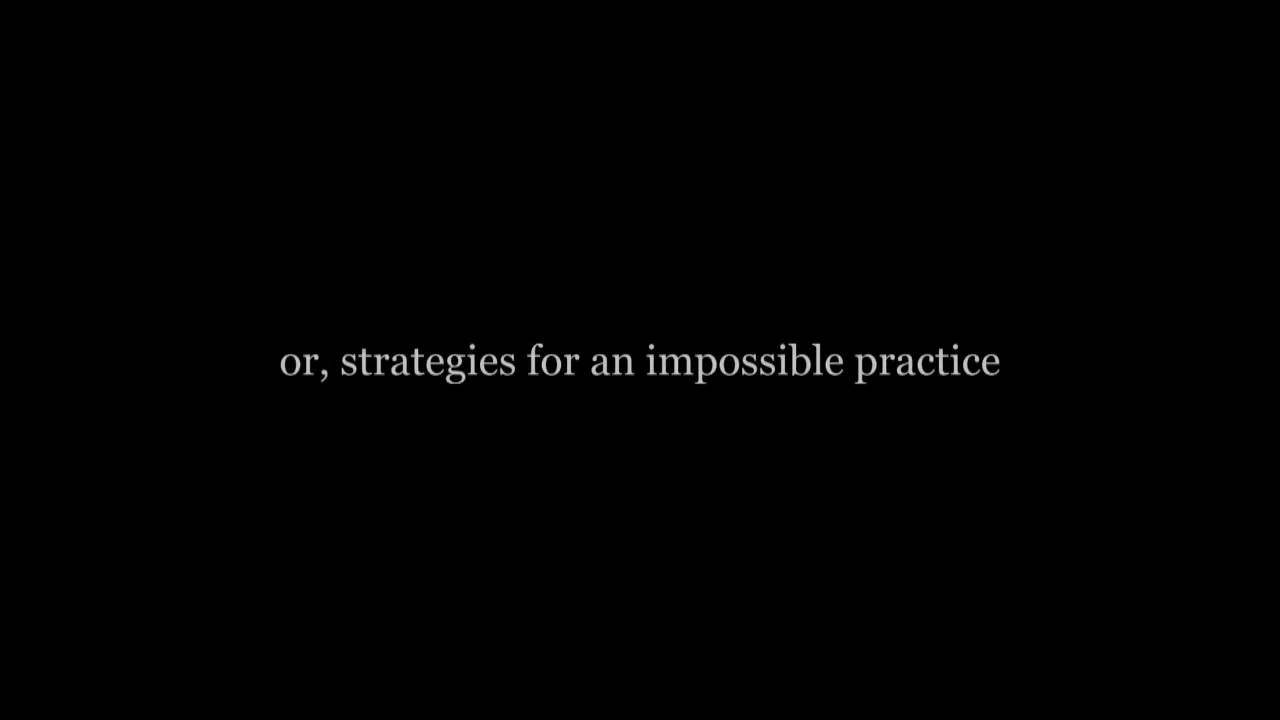 or, strategies for an impossible practice